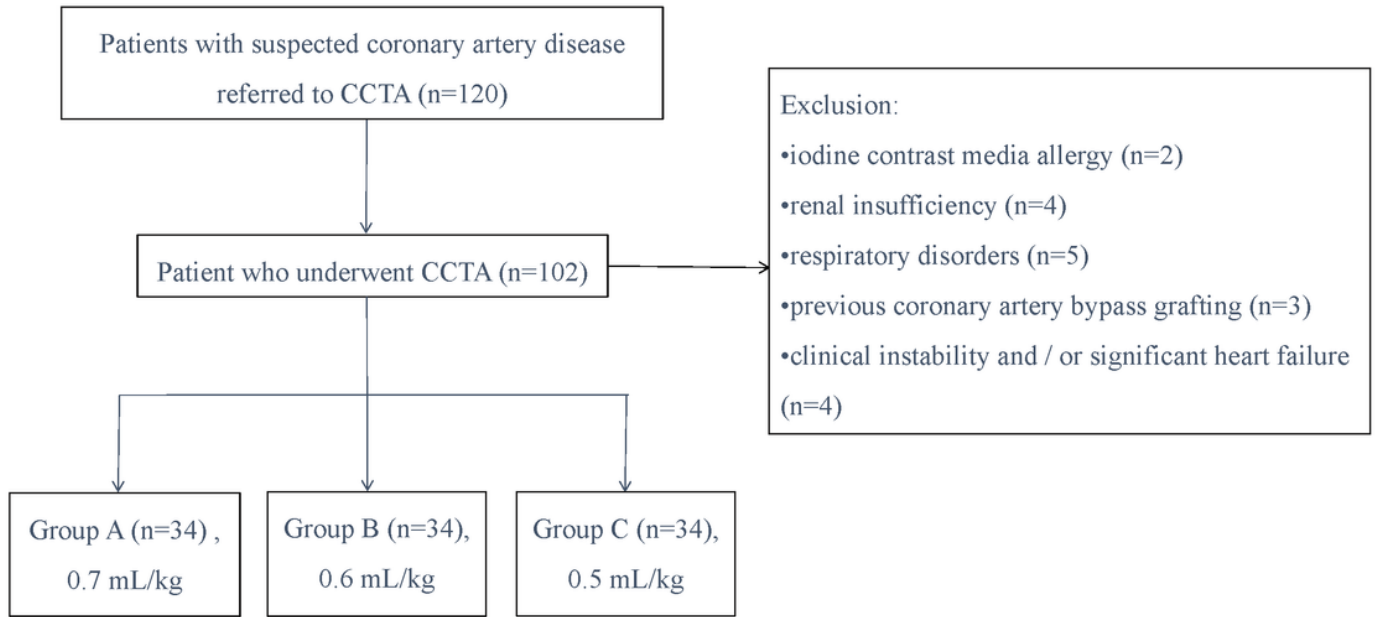 Patients with suspected coronary artery disease
referred to CCTA (n=120)
Exclusion:
•iodine contrast media allergy (n=2)
•renal insufficiency (n=4)
•respiratory disorders (n=5)
•previous coronary artery bypass grafting (n=3)
•clinical instability and / or significant heart failure
(n=4)
Patient who underwent CCTA (n=102)
Group A (n=34) ,
0.7 mL/kg
Group B (n=34),
0.6 mL/kg
Group C (n=34),
0.5 mL/kg